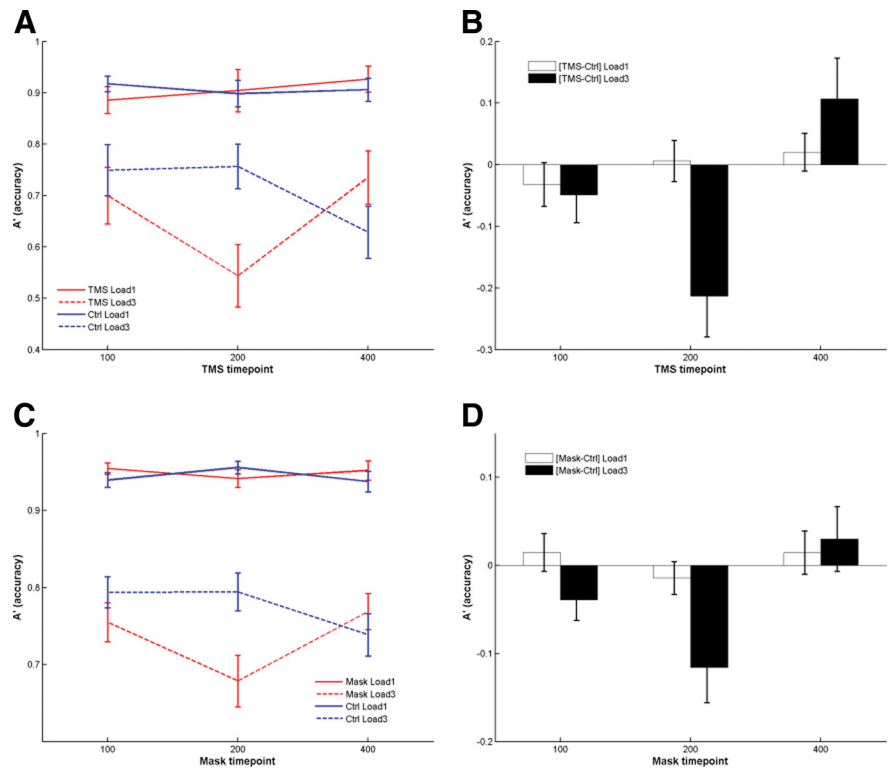 A
1
0.9
0.8
0.7
0.6
0.5
0.4
A' (accuracy)
TMS Load1
TMS Load3
Ctrl Load1
Ctrl Load3
100
200
400
TMS timepoint
B
0.2
0.1
0
-0.1
-0.2
-0.3
A' (accuracy)
[TMS-Ctrl] Load1
[TMS-Ctrl] Load3
100
200
400
TMS timepoint
C
1
0.9
0.8
0.7
A' (accuracy)
Mask Load1
Mask Load3
Ctrl Load1
Ctrl Load3
100
200
400
Mask timepoint
D
0.1
0
-0.1
-0.2
A' (accuracy)
[Mask-Ctrl] Load1
[Mask-Ctrl] Load3
100
200
400
Mask timepoint